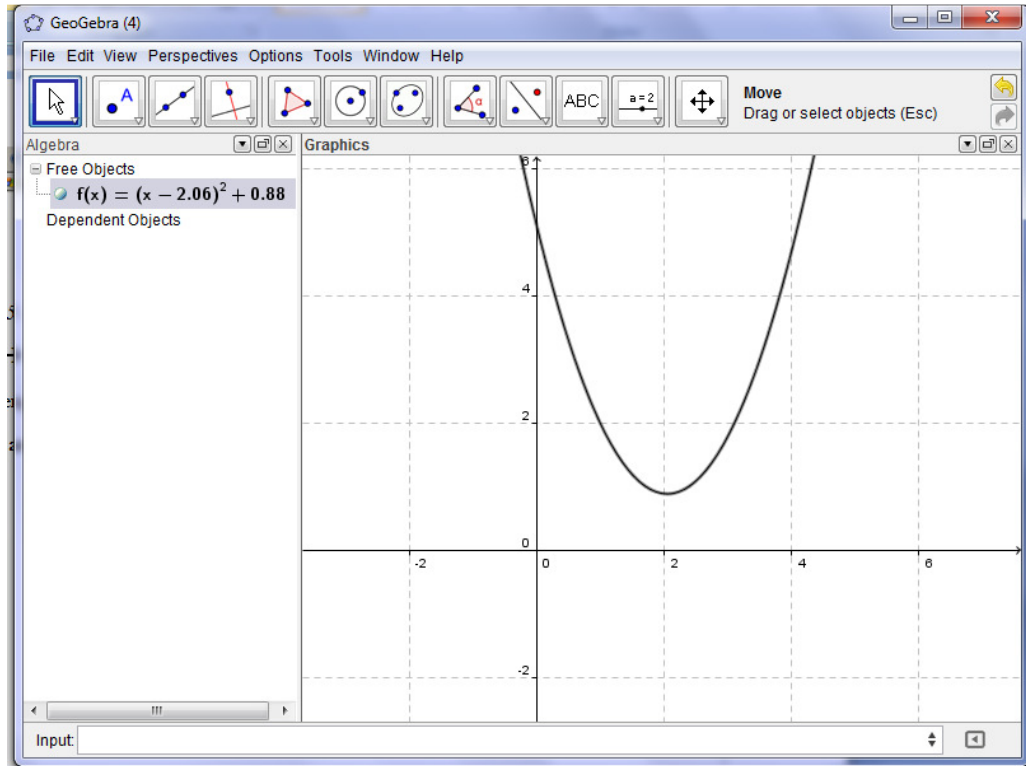 GeoGebra (4)
File Edit View Perspectives Options Tools Window Help
A
α
ABC
a=2
Move
Drag or select objects (Esc)
Algebra
Graphics
Free Objects
f(x) = (x − 2.06)² + 0.88
Dependent Objects
6
4
2
0
-2
0
2
4
6
-2
Input: